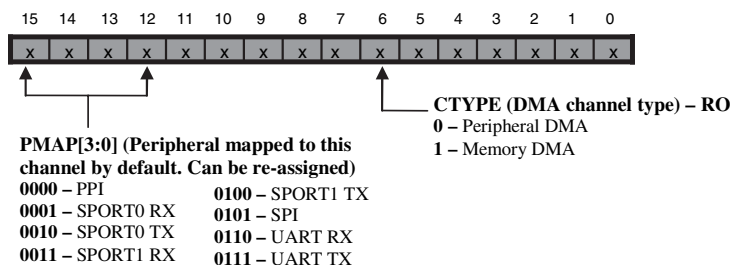 15 14 13 12 11 10 9 8 7 6 5 4 3 2 1 0
x x x x x x x x x x x x x x x x
CTYPE (DMA channel type) – RO
0 – Peripheral DMA
1 – Memory DMA
PMAP[3:0] (Peripheral mapped to this
channel by default. Can be re-assigned)
0000 – PPI
0001 – SPORT0 RX
0010 – SPORT0 TX
0011 – SPORT1 RX
0100 – SPORT1 TX
0101 – SPI
0110 – UART RX
0111 – UART TX